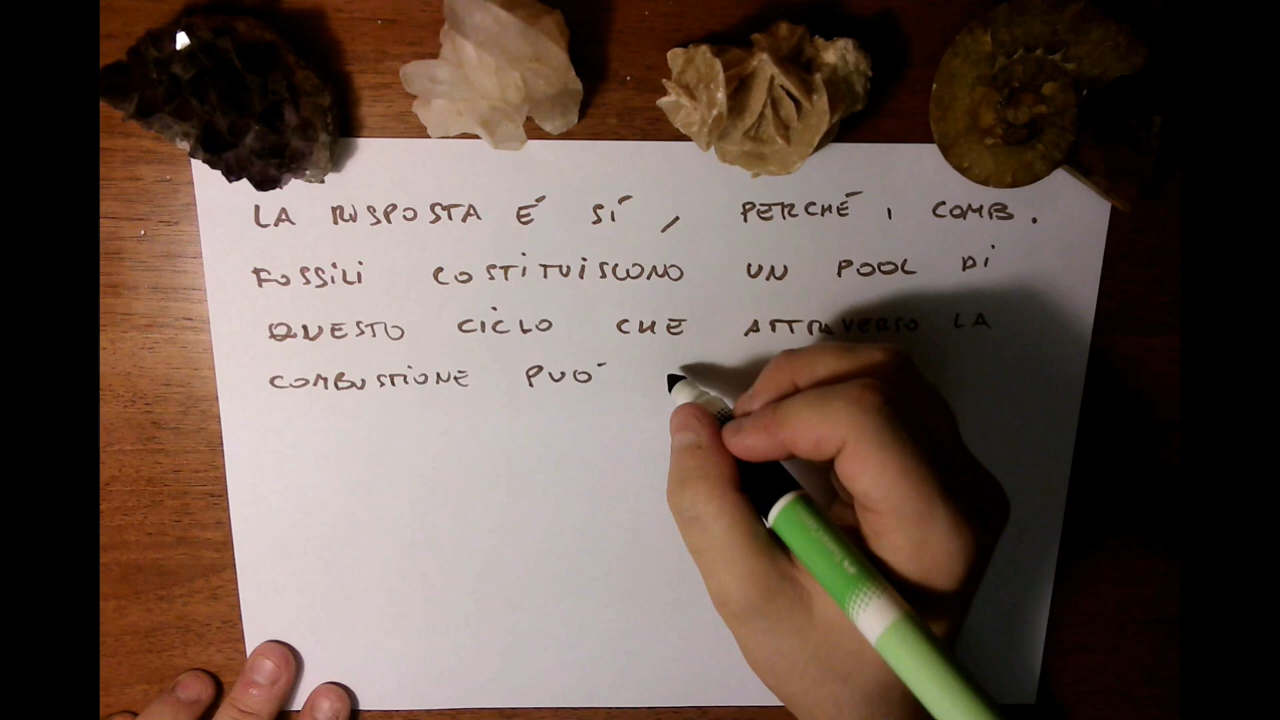 LA RISPOSTA É SÍ, PERCHÉ I COMB.
FOSSILI COSTITUISCONO UN POOL DI
QUESTO CICLO CHE ATTRAVERSO LA
COMBUSTIONE PUÓ